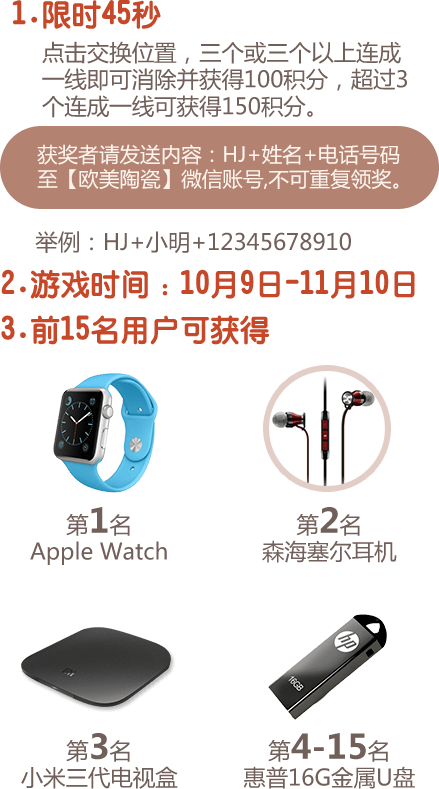 1.限时45秒
点击交换位置，三个或三个以上连成
一线即可消除并获得100积分，超过3
个连成一线可获得150积分。
获奖者请发送内容：HJ+姓名+电话号码
至【欧美陶瓷】微信账号,不可重复领奖。
举例：HJ+小明+12345678910
2.游戏时间：10月9日-11月10日
3.前15名用户可获得
第1名
Apple Watch
第2名
森海塞尔耳机
mi
hp
16GB
第3名
小米三代电视盒
第4-15名
惠普16G金属U盘